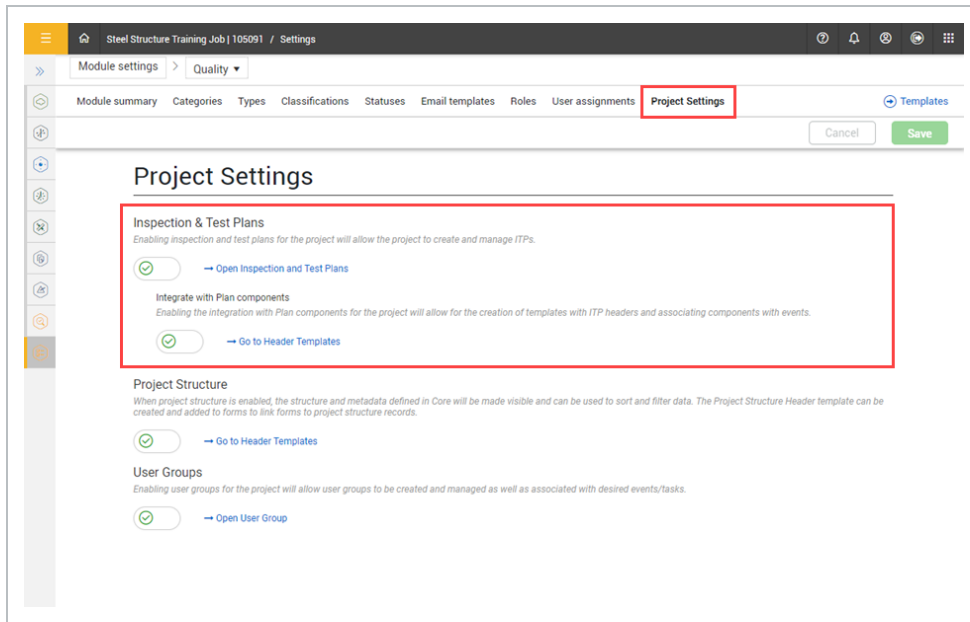 Steel Structure Training Job | 105091 / Settings
Module settings > Quality
Module summary Categories Types Classifications Statuses Email templates Roles User assignments Project Settings Templates
Cancel Save
Project Settings
Inspection & Test Plans
Enabling inspection and test plans for the project will allow the project to create and manage ITPs.
Open Inspection and Test Plans
Integrate with Plan components
Enabling the integration with Plan components for the project will allow for the creation of templates with ITP headers and associating components with events.
Go to Header Templates
Project Structure
When project structure is enabled, the structure and metadata defined in Core will be made visible and can be used to sort and filter data. The Project Structure Header template can be
created and added to forms to link forms to project structure records.
Go to Header Templates
User Groups
Enabling user groups for the project will allow user groups to be created and managed as well as associated with desired events/tasks.
Open User Group